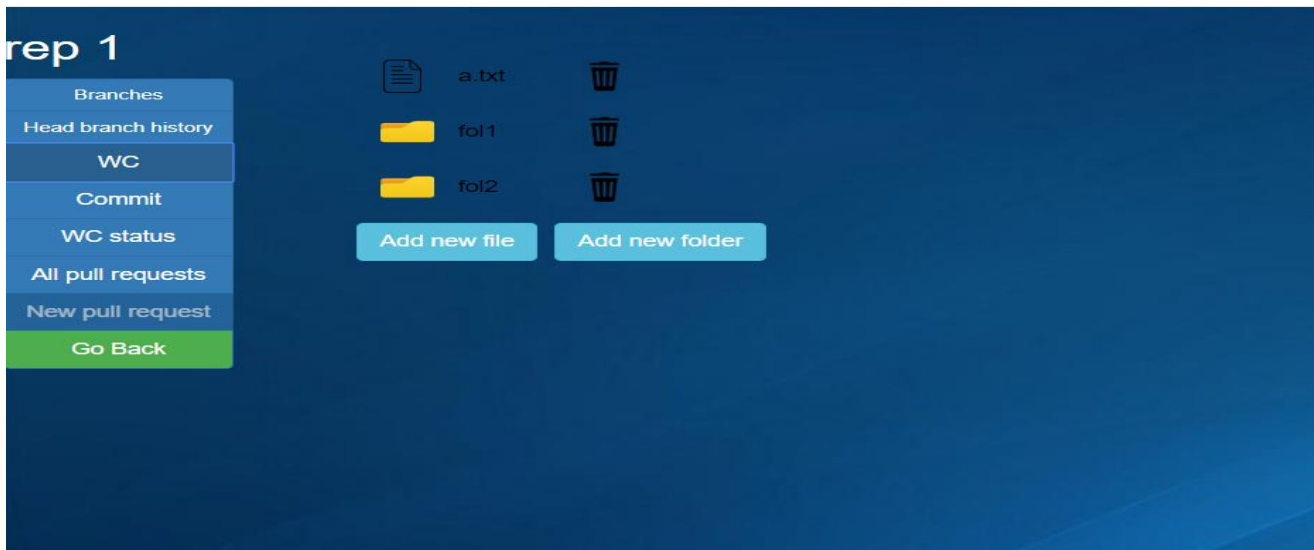 rep 1
Branches
Head branch history
WC
Commit
WC status
All pull requests
New pull request
Go Back
a.txt
fol1
fol2
Add new file
Add new folder